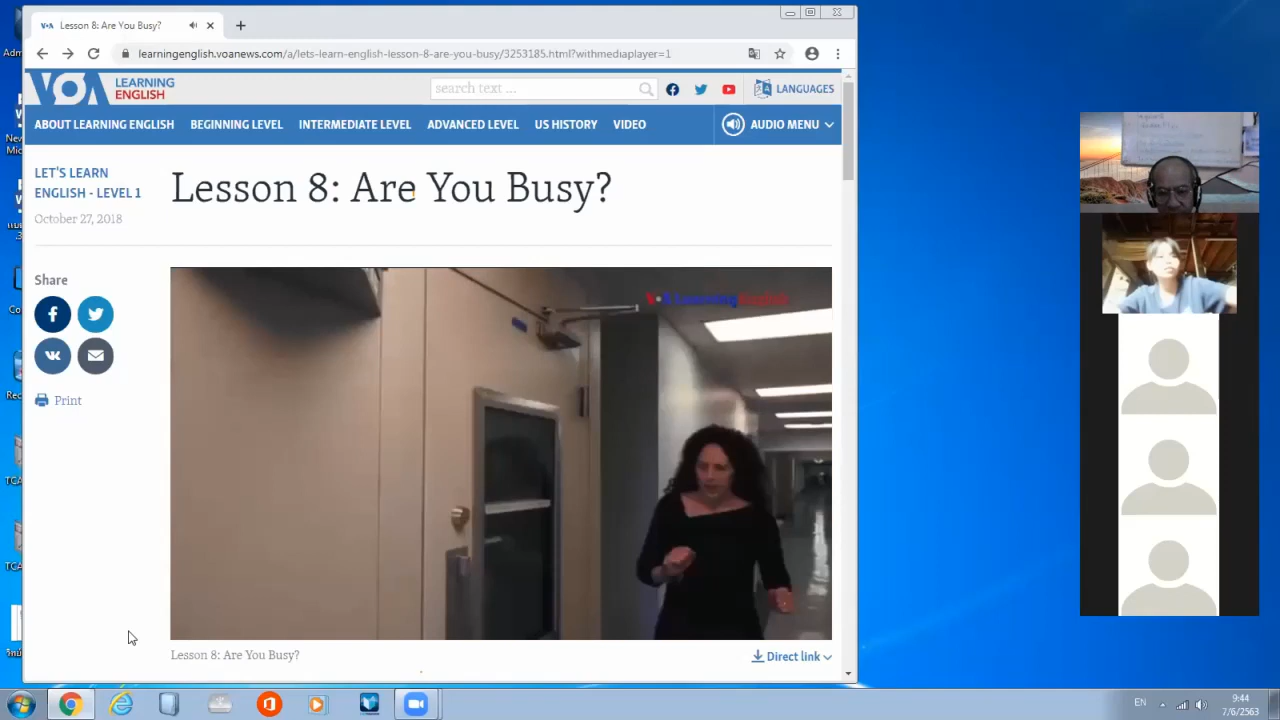 Lesson 8: Are You Busy?
learningenglish.voanews.com/a/lets-learn-english-lesson-8-are-you-busy/3253185.html?withmediaplayer=1
VOA LEARNING ENGLISH
search text ...
LANGUAGES
ABOUT LEARNING ENGLISH BEGINNING LEVEL INTERMEDIATE LEVEL ADVANCED LEVEL US HISTORY VIDEO AUDIO MENU
LET'S LEARN
ENGLISH - LEVEL 1
October 27, 2018
Lesson 8: Are You Busy?
Share
Print
VOA LearningEnglish
Lesson 8: Are You Busy?
Direct link
EN
9:44
7/6/2563